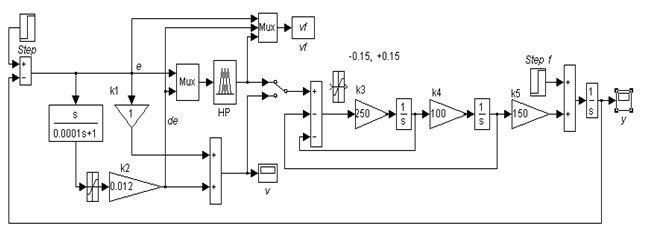 Step
+
-
e
k1
1
s
0.0001s+1
k2
0.012
de
Mux
HP
Mux
vf
vf
+
+
v
-0.15, +0.15
+
-
-
k3
250
1
s
k4
100
1
s
k5
150
Step f
+
+
1
s
y